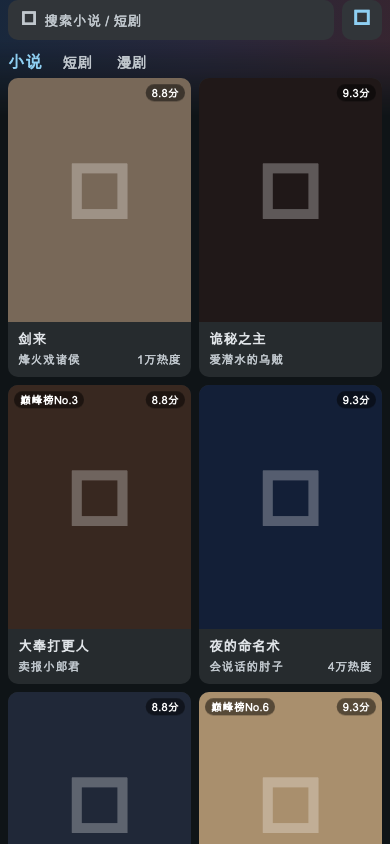 搜索小说 / 短剧
小说 短剧 漫剧
8.8分
剑来
烽火戏诸侯 1万热度
9.3分
诡秘之主
爱潜水的乌贼
巅峰榜No.3 8.8分
大奉打更人
卖报小郎君
9.3分
夜的命名术
会说话的肘子 4万热度
8.8分
巅峰榜No.6 9.3分